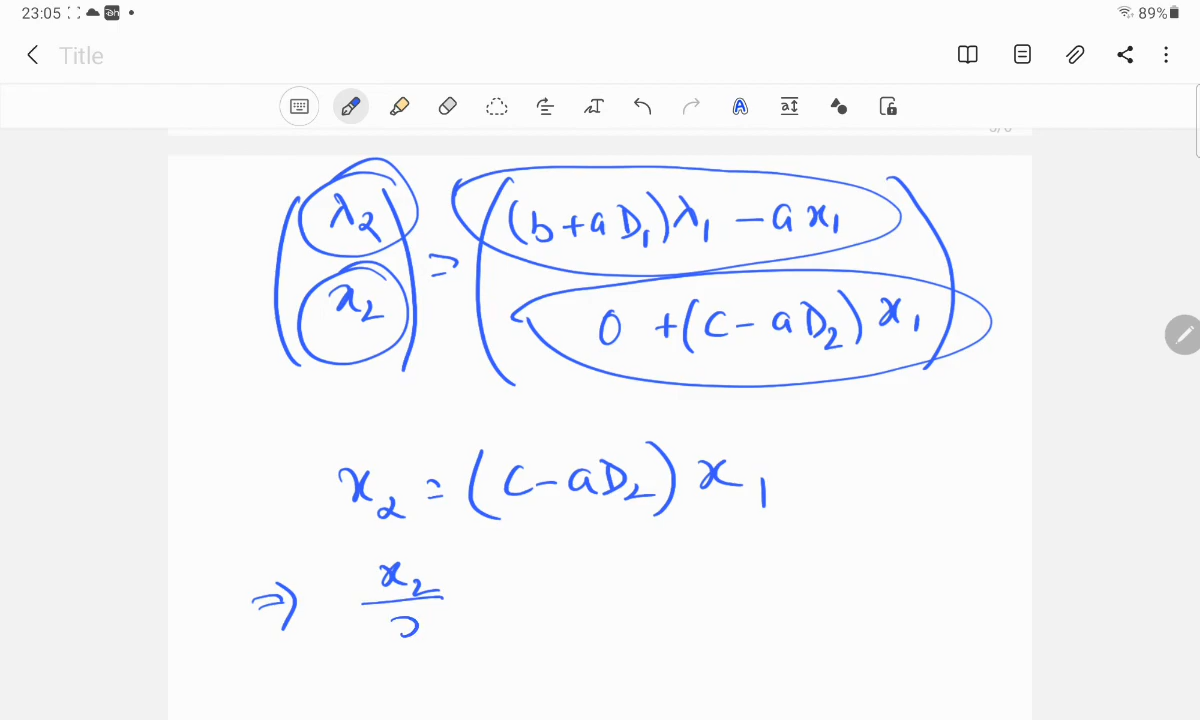 23:05 89%
Title
(λ₂) = ((b+aD₁)λ₁ − a x₁)
(x₂) (0 + (C − aD₂) x₁)
x₂ = (C − aD₂) x₁
⇒ x₂ /